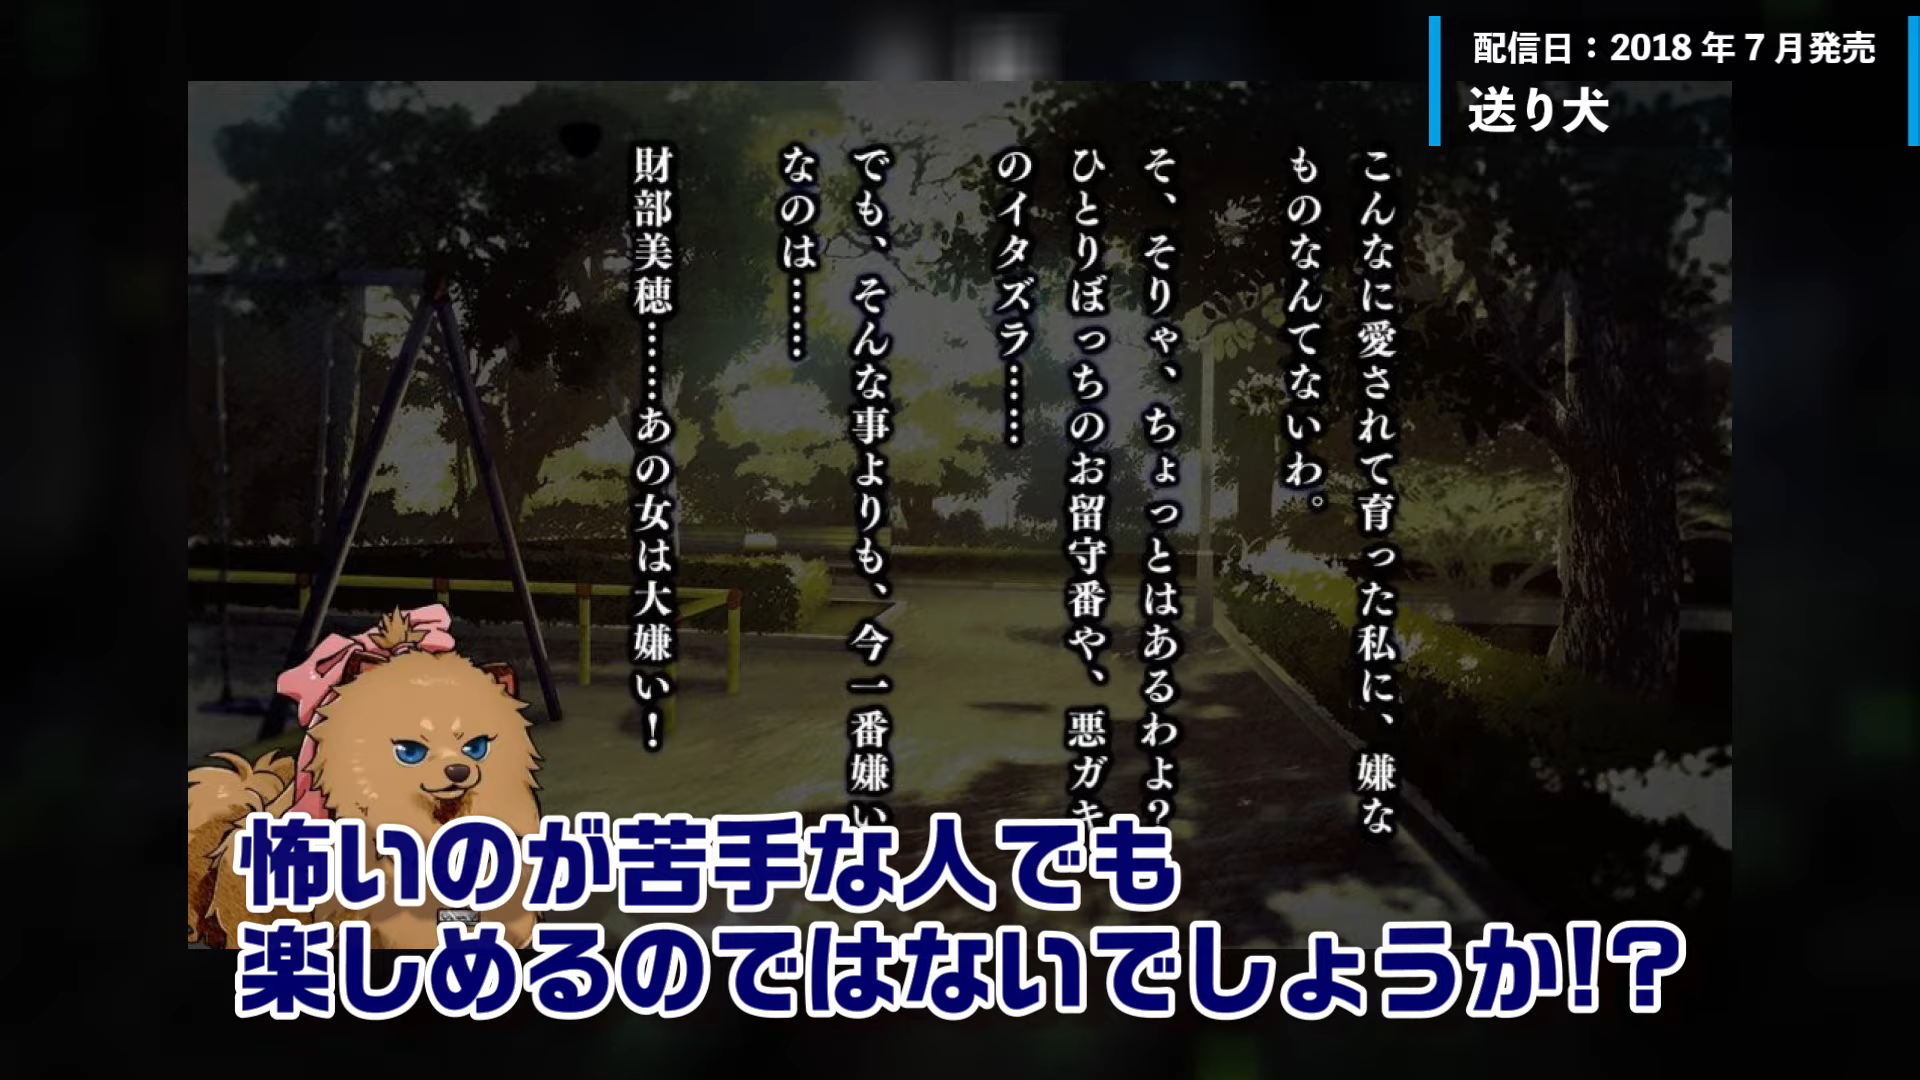 配信日：2018年7月発売
送り犬
こんなに愛されて育った私に、嫌な
ものなんてないわ。
そ、そりゃ、ちょっとはあるわよ？
ひとりぼっちのお留守番や、悪ガキ
のイタズラ……
でも、そんな事よりも、今一番嫌い
なのは……
財部美穂……あの女は大嫌い！
怖いのが苦手な人でも
楽しめるのではないでしょうか!?